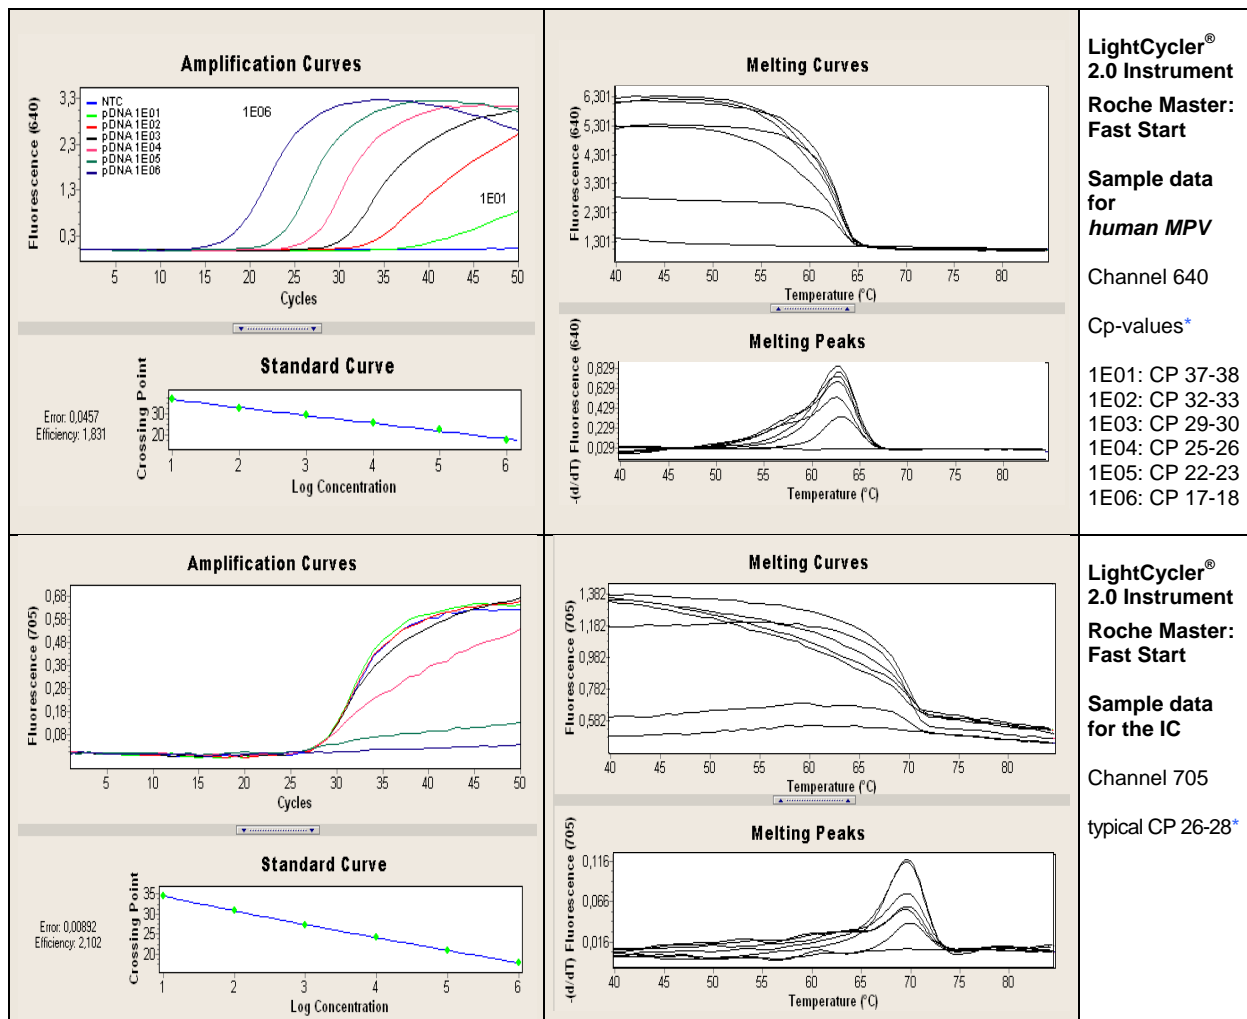 Amplification Curves
Fluorescence (640)
3,3
2,3
1,3
0,3
NTC
pDNA 1E01
pDNA 1E02
pDNA 1E03
pDNA 1E04
pDNA 1E05
pDNA 1E06
1E06
1E01
5 10 15 20 25 30 35 40 45 50
Cycles
Standard Curve
Error: 0,0457
Efficiency: 1,831
Crossing Point
30
20
1 2 3 4 5 6
Log Concentration
Melting Curves
Fluorescence (640)
6,301
5,301
4,301
3,301
2,301
1,301
40 45 50 55 60 65 70 75 80
Temperature (°C)
Melting Peaks
-(d/dT) Fluorescence (640)
0,829
0,629
0,429
0,229
0,029
40 45 50 55 60 65 70 75 80
Temperature (°C)
LightCycler®
2.0 Instrument
Roche Master:
Fast Start
Sample data
for
human MPV
Channel 640
Cp-values*
1E01: CP 37-38
1E02: CP 32-33
1E03: CP 29-30
1E04: CP 25-26
1E05: CP 22-23
1E06: CP 17-18
Amplification Curves
Fluorescence (705)
0,68
0,58
0,48
0,38
0,28
0,18
0,08
5 10 15 20 25 30 35 40 45 50
Cycles
Standard Curve
Error: 0,00892
Efficiency: 2,102
Crossing Point
35
30
25
20
1 2 3 4 5 6
Log Concentration
Melting Curves
Fluorescence (705)
1,382
1,182
0,982
0,782
0,582
40 45 50 55 60 65 70 75 80
Temperature (°C)
Melting Peaks
-(d/dT) Fluorescence (705)
0,116
0,066
0,016
40 45 50 55 60 65 70 75 80
Temperature (°C)
LightCycler®
2.0 Instrument
Roche Master:
Fast Start
Sample data
for the IC
Channel 705
typical CP 26-28*